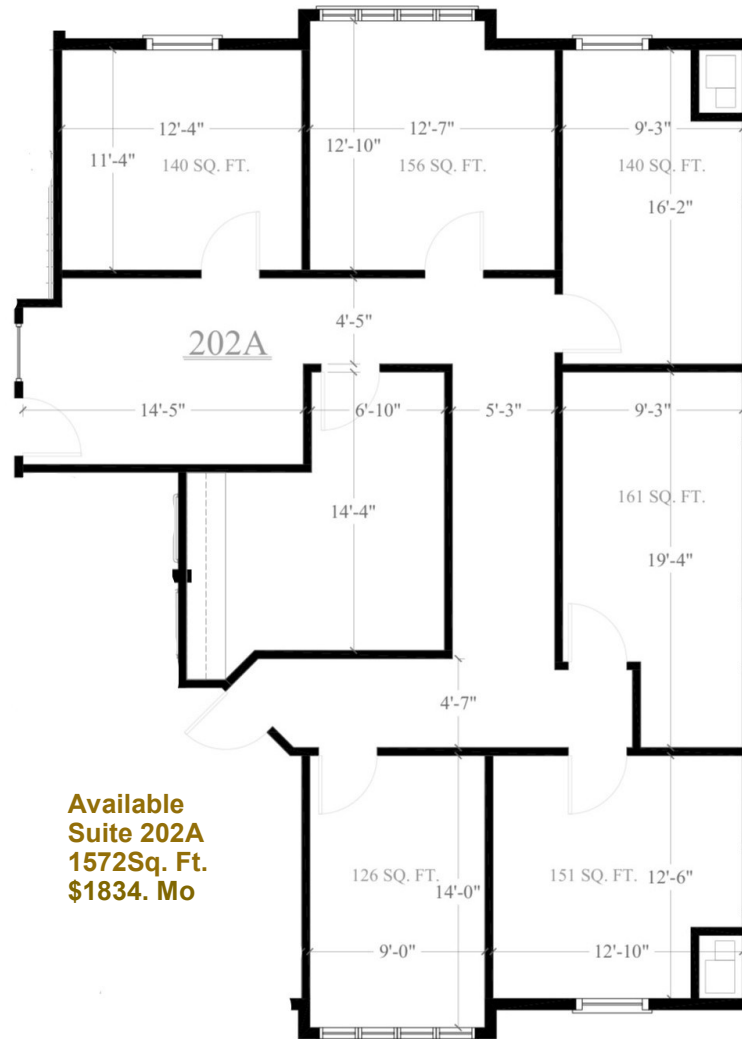 12'-4"
12'-7"
9'-3"
12'-10"
11'-4"
140 SQ. FT.
156 SQ. FT.
140 SQ. FT.
16'-2"
4'-5"
202A
14'-5"
6'-10"
5'-3"
9'-3"
161 SQ. FT.
14'-4"
19'-4"
4'-7"
Available
Suite 202A
1572Sq. Ft.
$1834. Mo
126 SQ. FT.
14'-0"
151 SQ. FT.
12'-6"
9'-0"
12'-10"